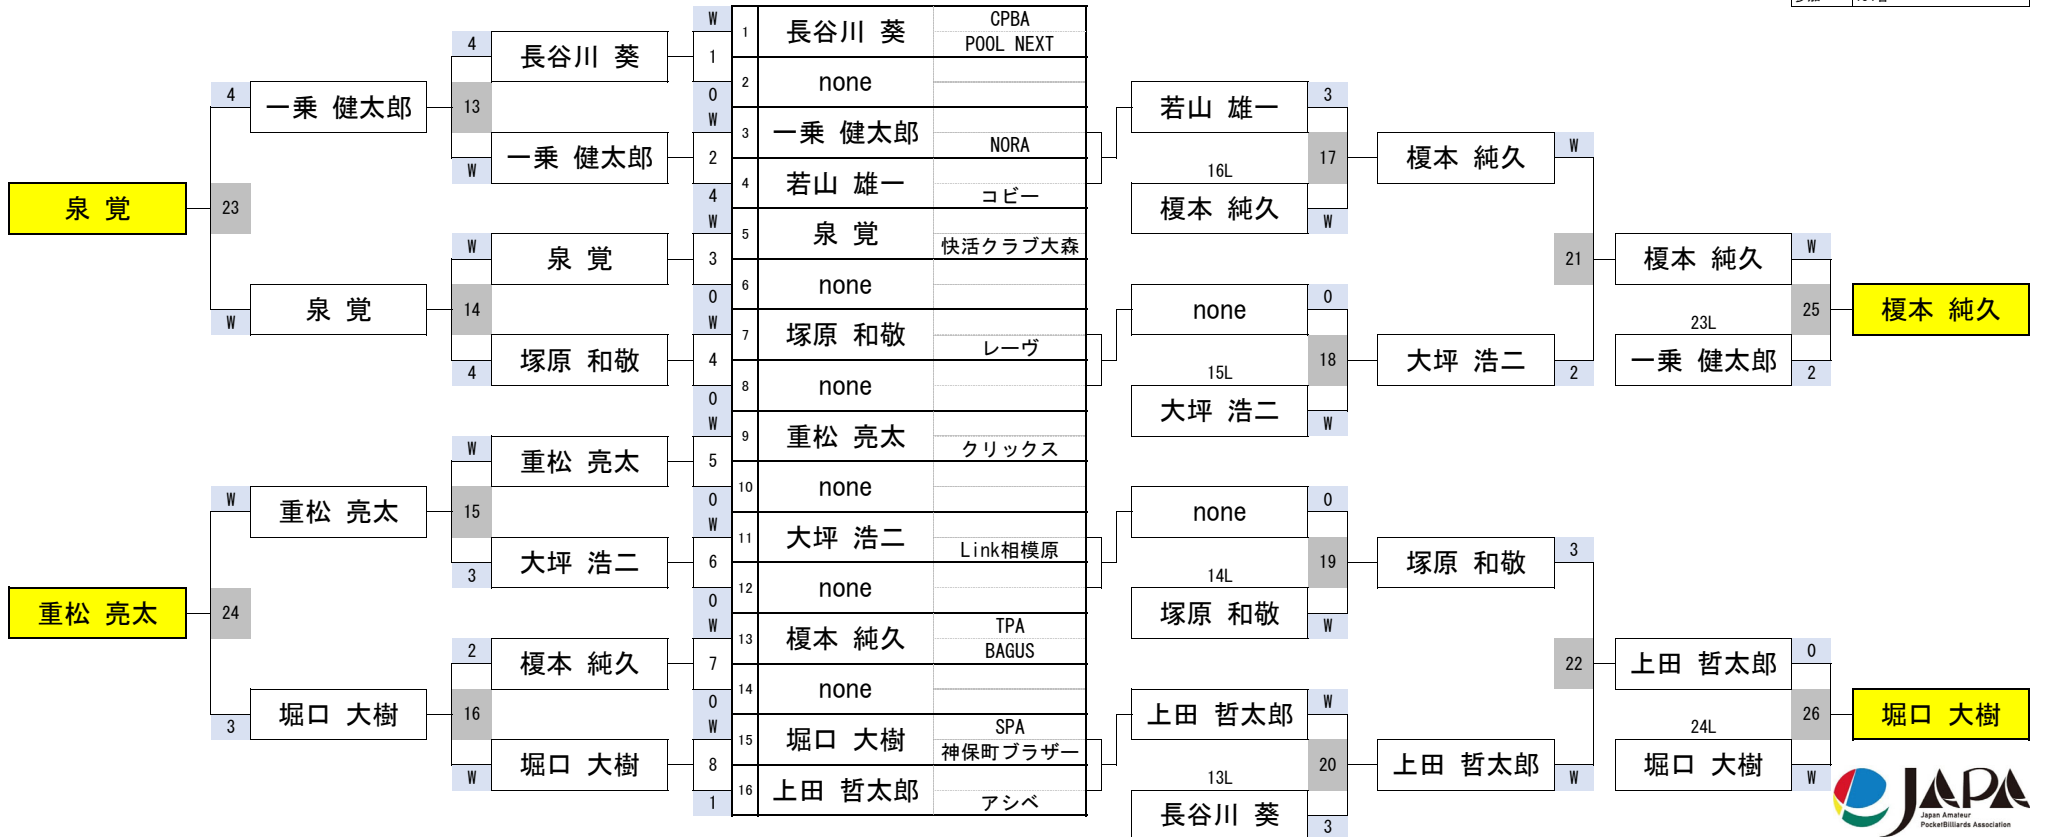 W
1
長谷川 葵
CPBA
POOL NEXT
4
長谷川 葵
1
2
none
4
一乗 健太郎
13
0
若山 雄一
3
W
3
一乗 健太郎
NORA
W
一乗 健太郎
2
榎本 純久
W
17
16L
4
若山 雄一
コビー
泉 覚
23
4
榎本 純久
W
W
5
泉 覚
快活クラブ大森
W
泉 覚
3
21
榎本 純久
W
6
none
W
泉 覚
14
0
none
0
25
榎本 純久
W
7
塚原 和敬
レーヴ
23L
4
塚原 和敬
4
18
大坪 浩二
2
一乗 健太郎
2
15L
8
none
0
大坪 浩二
W
W
9
重松 亮太
クリックス
W
重松 亮太
5
10
none
W
重松 亮太
15
0
none
0
W
11
大坪 浩二
Link相模原
3
大坪 浩二
6
19
塚原 和敬
3
14L
12
none
重松 亮太
24
0
塚原 和敬
W
W
13
榎本 純久
TPA
BAGUS
2
榎本 純久
7
22
上田 哲太郎
0
14
none
3
堀口 大樹
16
0
上田 哲太郎
W
26
堀口 大樹
W
15
堀口 大樹
SPA
神保町ブラザー
24L
W
堀口 大樹
8
20
上田 哲太郎
W
堀口 大樹
W
13L
16
上田 哲太郎
アシベ
1
長谷川 葵
3
JAPA
Japan Amateur
PocketBilliards Association